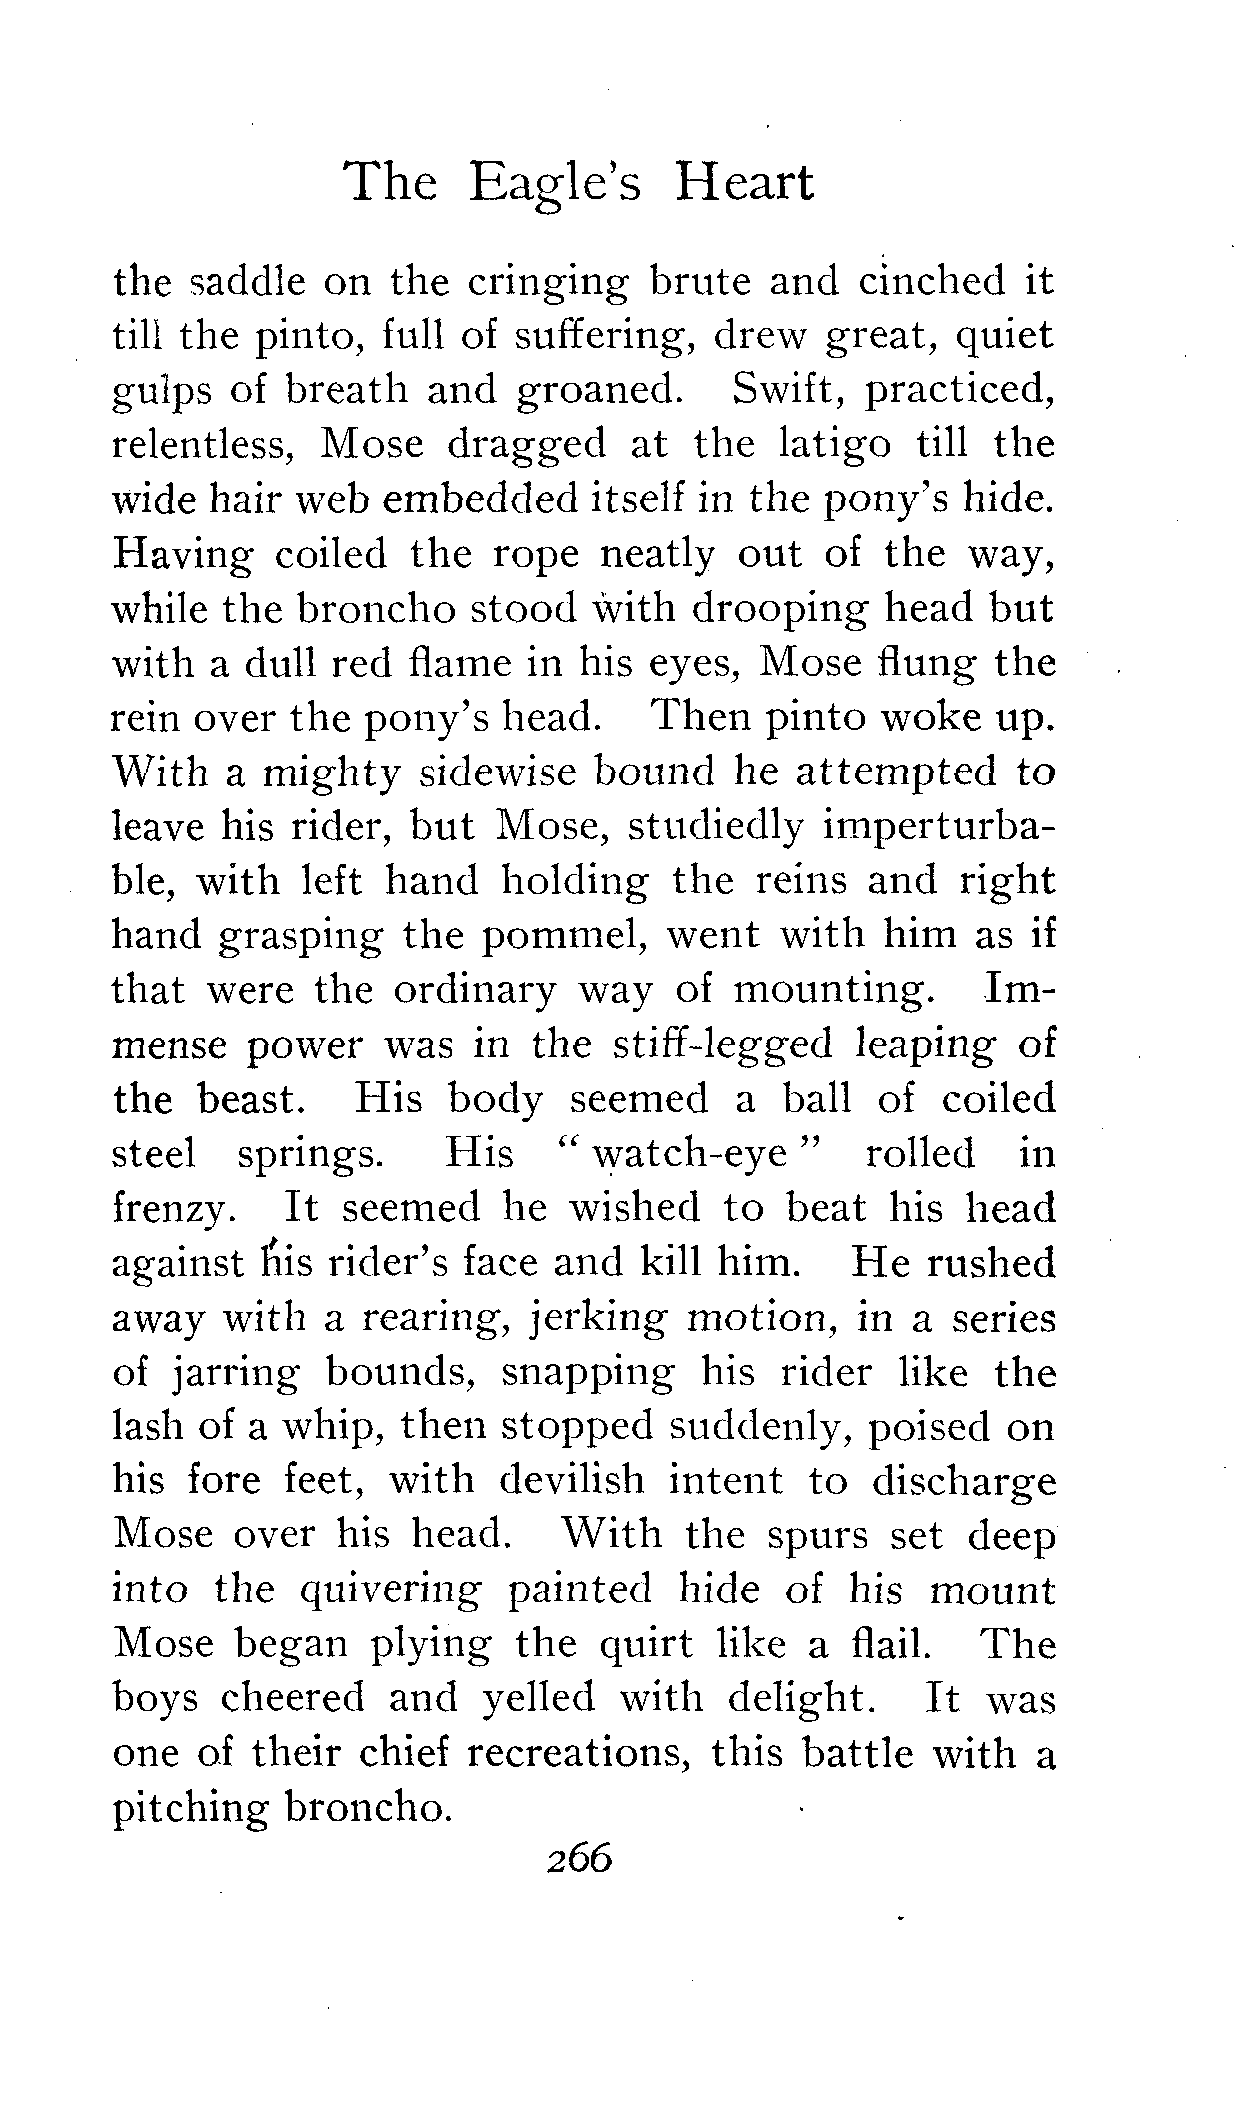 The Eagle's Heart
the saddle on the cringing brute and cinched it
till the pinto, full of suffering, drew great, quiet
gulps of breath and groaned. Swift, practiced,
relentless, Mose dragged at the latigo till the
wide hair web embedded itself in the pony's hide.
Having coiled the rope neatly out of the way,
while the broncho stood with drooping head but
with a dull red flame in his eyes, Mose flung the
rein over the pony's head. Then pinto woke up.
With a mighty sidewise bound he attempted to
leave his rider, but Mose, studiedly imperturba-
ble, with left hand holding the reins and right
hand grasping the pommel, went with him as if
that were the ordinary way of mounting. Im-
mense power was in the stiff-legged leaping of
the beast. His body seemed a ball of coiled
steel springs. His " watch-eye " rolled in
frenzy. It seemed he wished to beat his head
against his rider's face and kill him. He rushed
away with a rearing, jerking motion, in a series
of jarring bounds, snapping his rider like the
lash of a whip, then stopped suddenly, poised on
his fore feet, with devilish intent to discharge
Mose over his head. With the spurs set deep
into the quivering painted hide of his mount
Mose began plying the quirt like a flail. The
boys cheered and yelled with delight. It was
one of their chief recreations, this battle with a
pitching broncho.
266